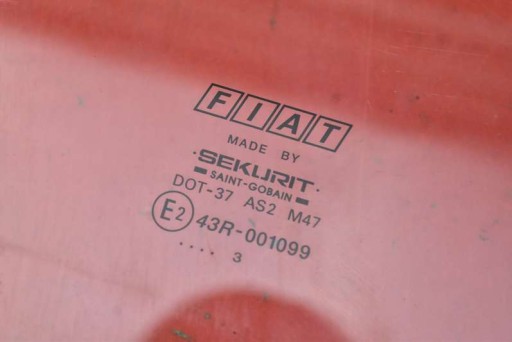 FIAT
MADE BY
·SEKURIT·
SAINT-GOBAIN
DOT-37 AS2 M47
E2 43R-001099
.... 3